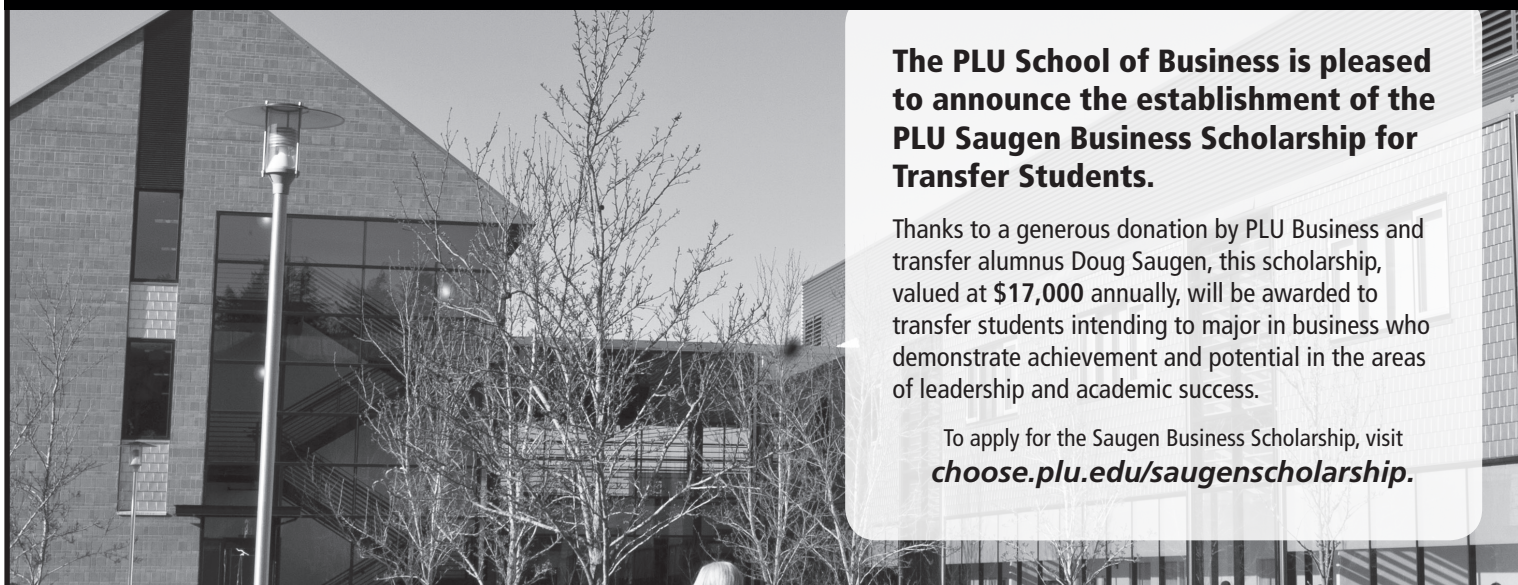 The PLU School of Business is pleased
to announce the establishment of the
PLU Saugen Business Scholarship for
Transfer Students.
Thanks to a generous donation by PLU Business and
transfer alumnus Doug Saugen, this scholarship,
valued at $17,000 annually, will be awarded to
transfer students intending to major in business who
demonstrate achievement and potential in the areas
of leadership and academic success.
To apply for the Saugen Business Scholarship, visit
choose.plu.edu/saugenscholarship.